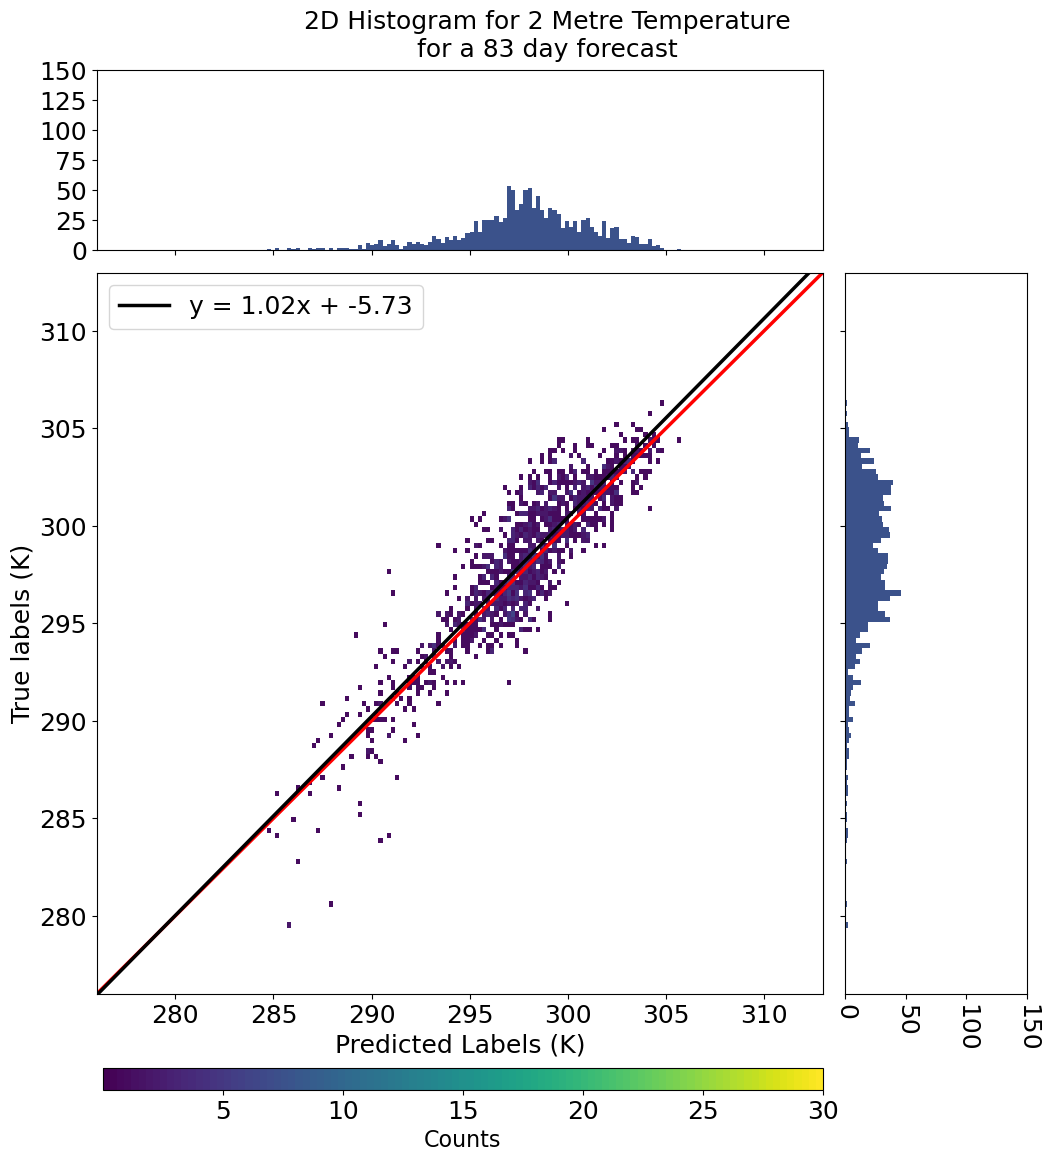 2D Histogram for 2 Metre Temperature
for a 83 day forecast
150
125
100
75
50
25
0
y = 1.02x + -5.73
310
305
300
295
290
285
280
True labels (K)
280 285 290 295 300 305 310
Predicted Labels (K)
0 50 100 150
5 10 15 20 25 30
Counts